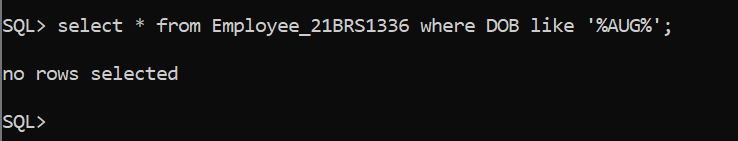 SQL> select * from Employee_21BRS1336 where DOB like '%AUG%';
no rows selected
SQL>